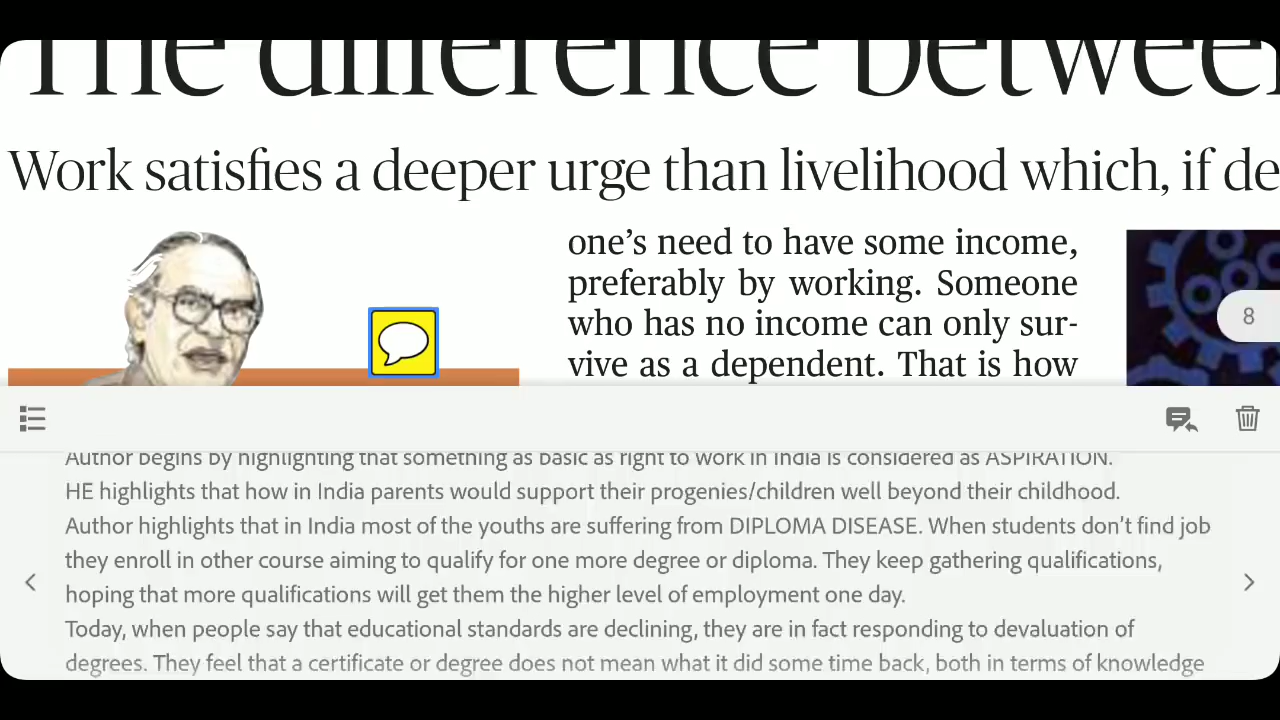 The difference between
Work satisfies a deeper urge than livelihood which, if de
one's need to have some income,
preferably by working. Someone
who has no income can only sur-
vive as a dependent. That is how
8
Author begins by highlighting that something as basic as right to work in India is considered as ASPIRATION.
HE highlights that how in India parents would support their progenies/children well beyond their childhood.
Author highlights that in India most of the youths are suffering from DIPLOMA DISEASE. When students don't find job
they enroll in other course aiming to qualify for one more degree or diploma. They keep gathering qualifications,
hoping that more qualifications will get them the higher level of employment one day.
Today, when people say that educational standards are declining, they are in fact responding to devaluation of
degrees. They feel that a certificate or degree does not mean what it did some time back, both in terms of knowledge